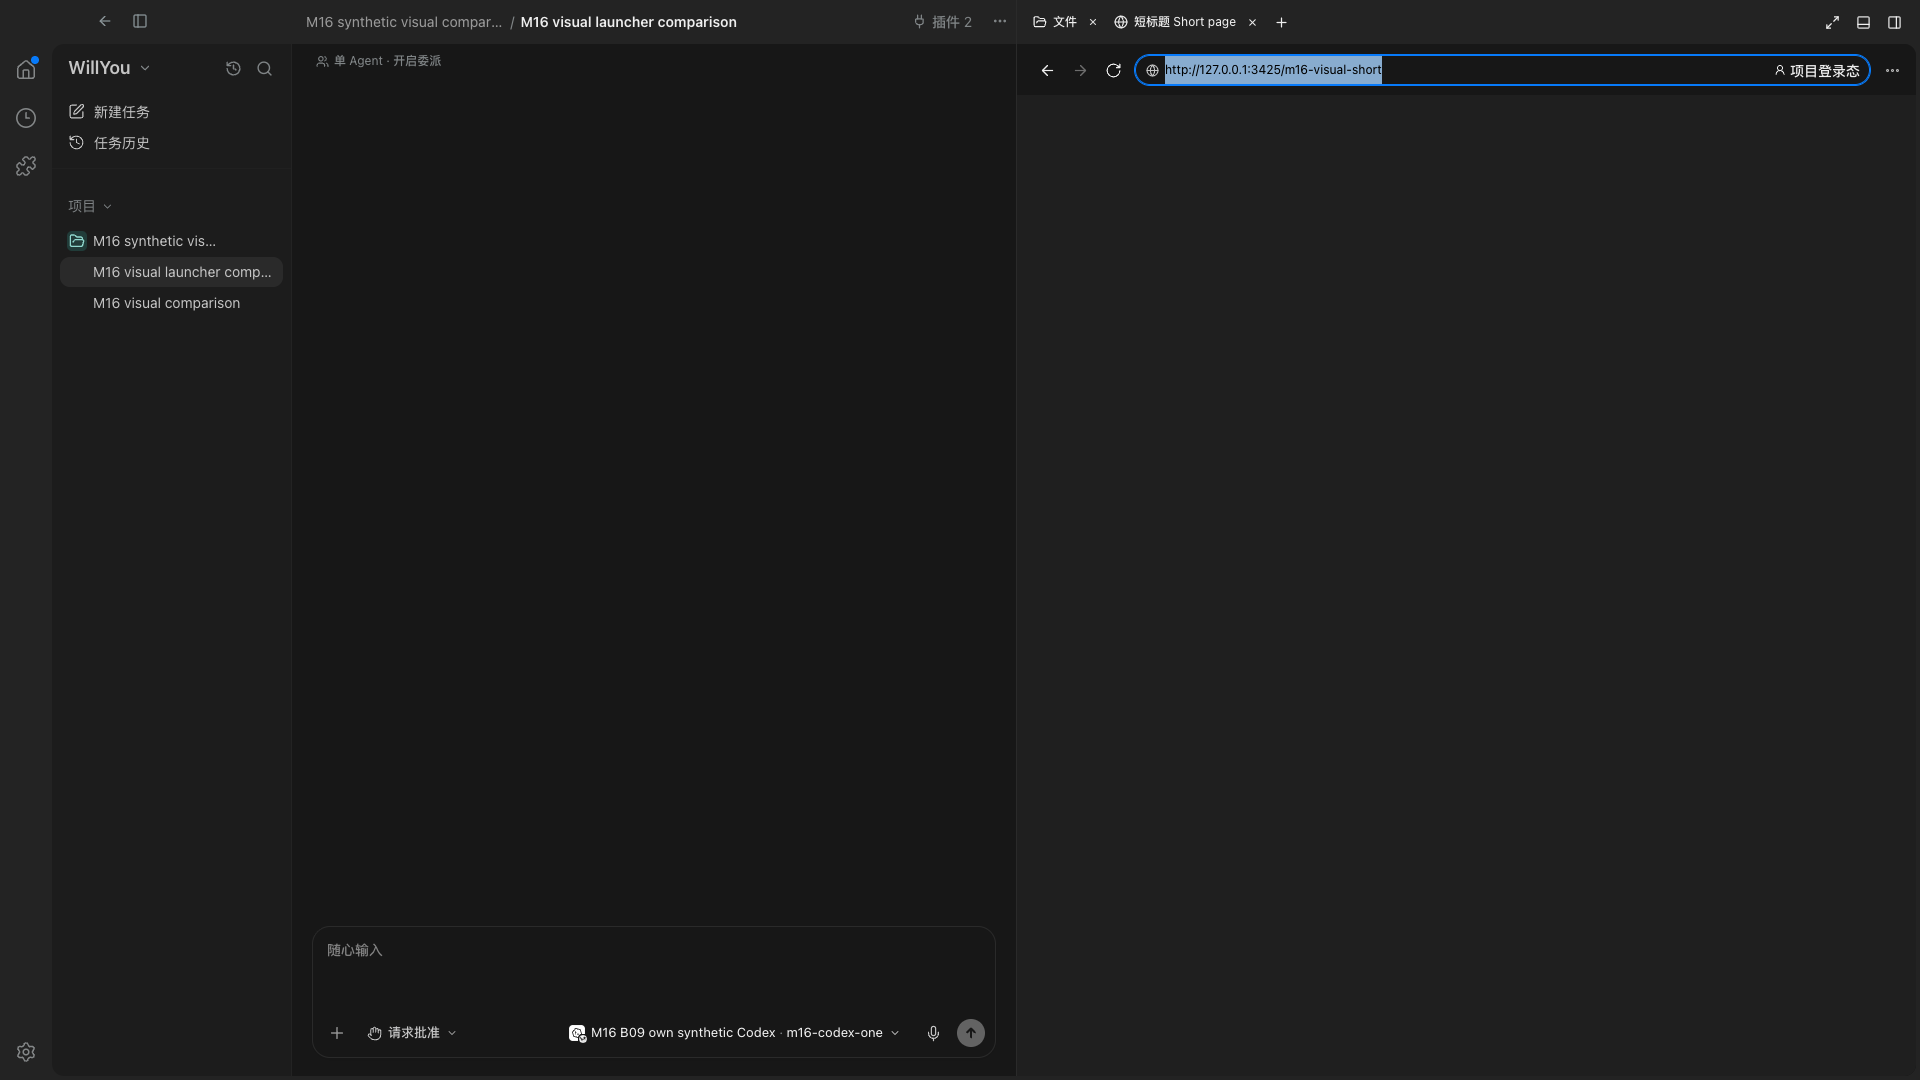 M16 synthetic visual compar... / M16 visual launcher comparison
插件 2
文件
短标题 Short page
WillYou
单 Agent · 开启委派
http://127.0.0.1:3425/m16-visual-short
项目登录态
新建任务
任务历史
项目
M16 synthetic vis...
M16 visual launcher comp...
M16 visual comparison
随心输入
请求批准
M16 B09 own synthetic Codex · m16-codex-one